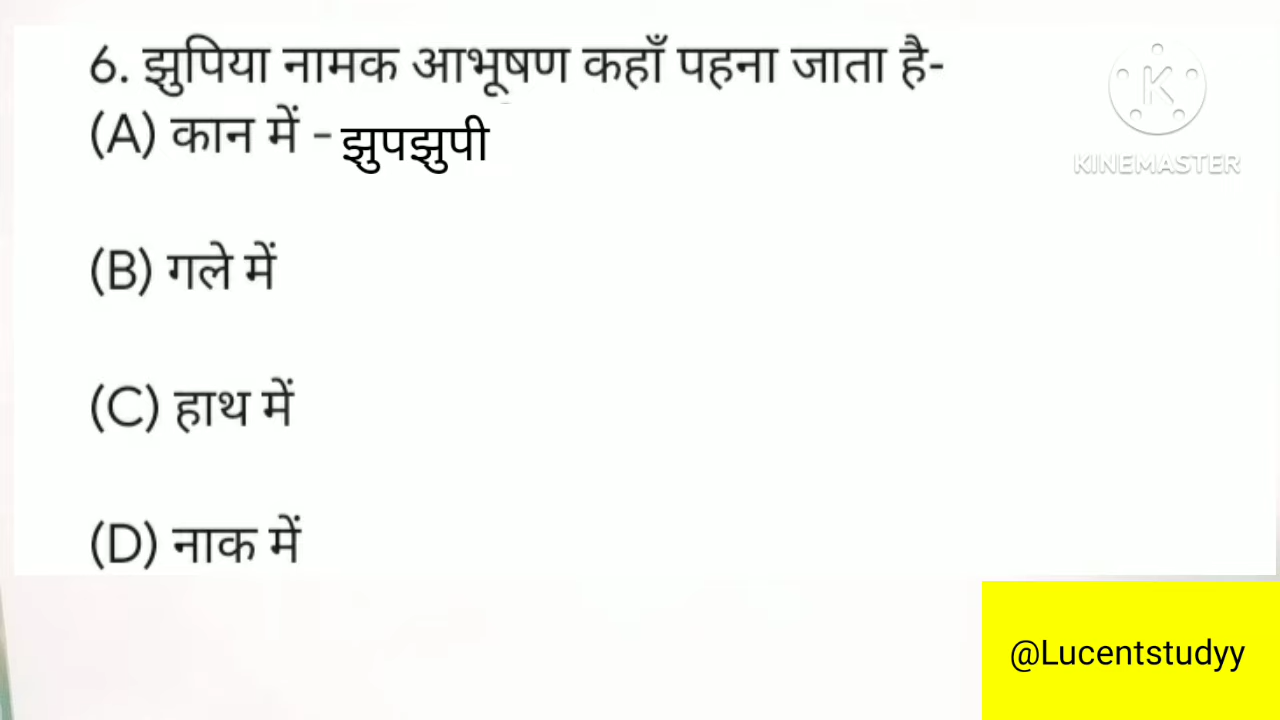 6. झुपिया नामक आभूषण कहाँ पहना जाता है-
(A) कान में - झुपझुपी
(B) गले में
(C) हाथ में
(D) नाक में
K
KINEMASTER
@Lucentstudyy